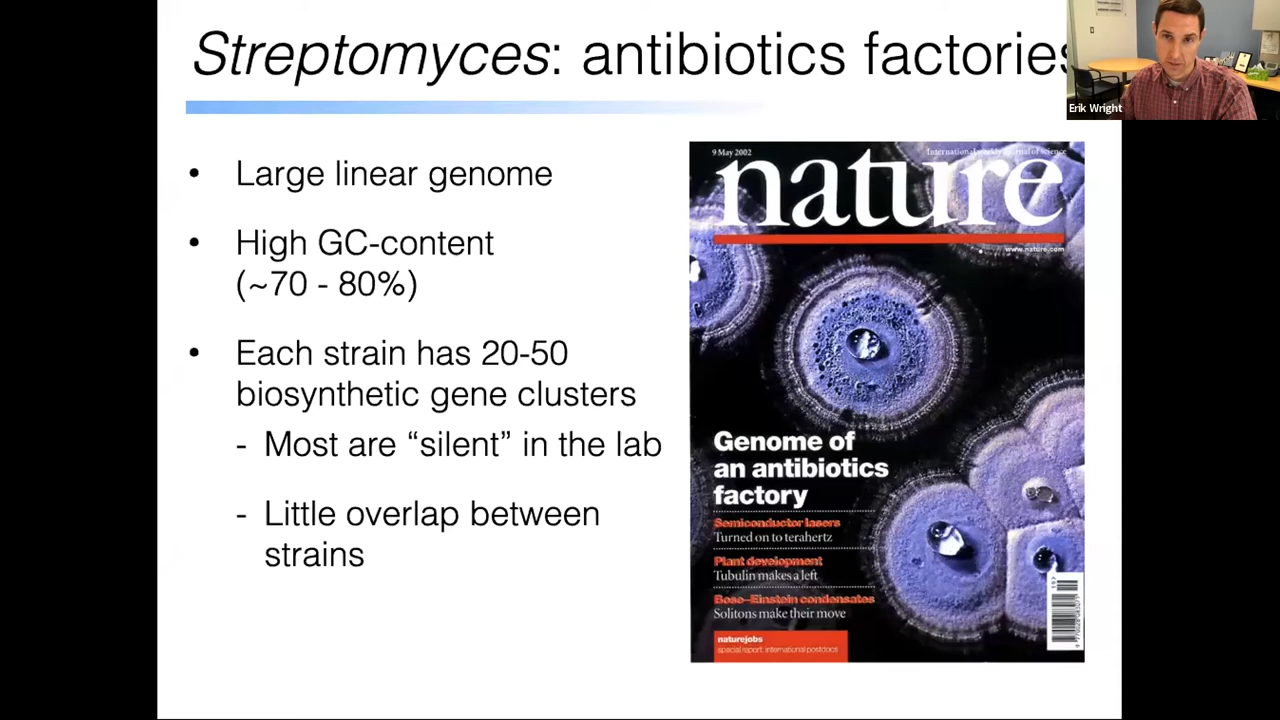 Streptomyces: antibiotics factories
Erik Wright
• Large linear genome
• High GC-content
(~70 - 80%)
• Each strain has 20-50
biosynthetic gene clusters
- Most are “silent” in the lab
- Little overlap between
strains
9 May 2002
International weekly journal of science
nature
www.nature.com
Genome of
an antibiotics
factory
Semiconductor lasers
Turned on to terahertz
Plant development
Tubulin makes a left
Bose–Einstein condensates
Solitons make their move
naturejobs
special report: international postdocs